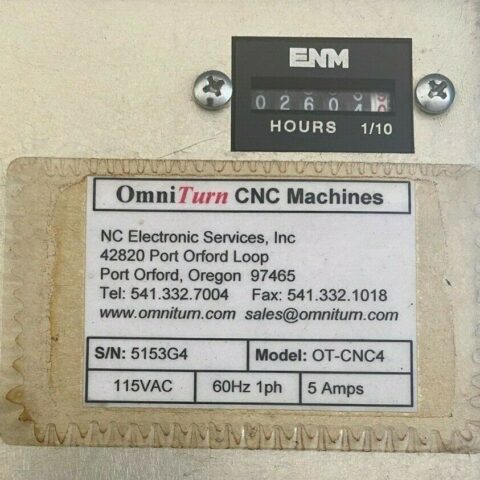 ENM
02604
HOURS 1/10
OmniTurn CNC Machines
NC Electronic Services, Inc
42820 Port Orford Loop
Port Orford, Oregon 97465
Tel: 541.332.7004 Fax: 541.332.1018
www.omniturn.com sales@omniturn.com
S/N: 5153G4 Model: OT-CNC4
115VAC 60Hz 1ph 5 Amps